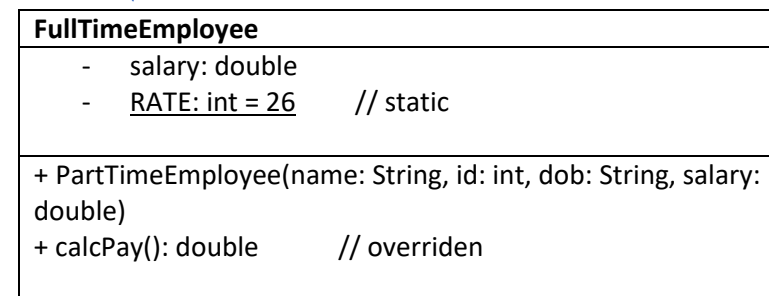 FullTimeEmployee
- salary: double
- RATE: int = 26 // static
+ PartTimeEmployee(name: String, id: int, dob: String, salary:
double)
+ calcPay(): double // overriden